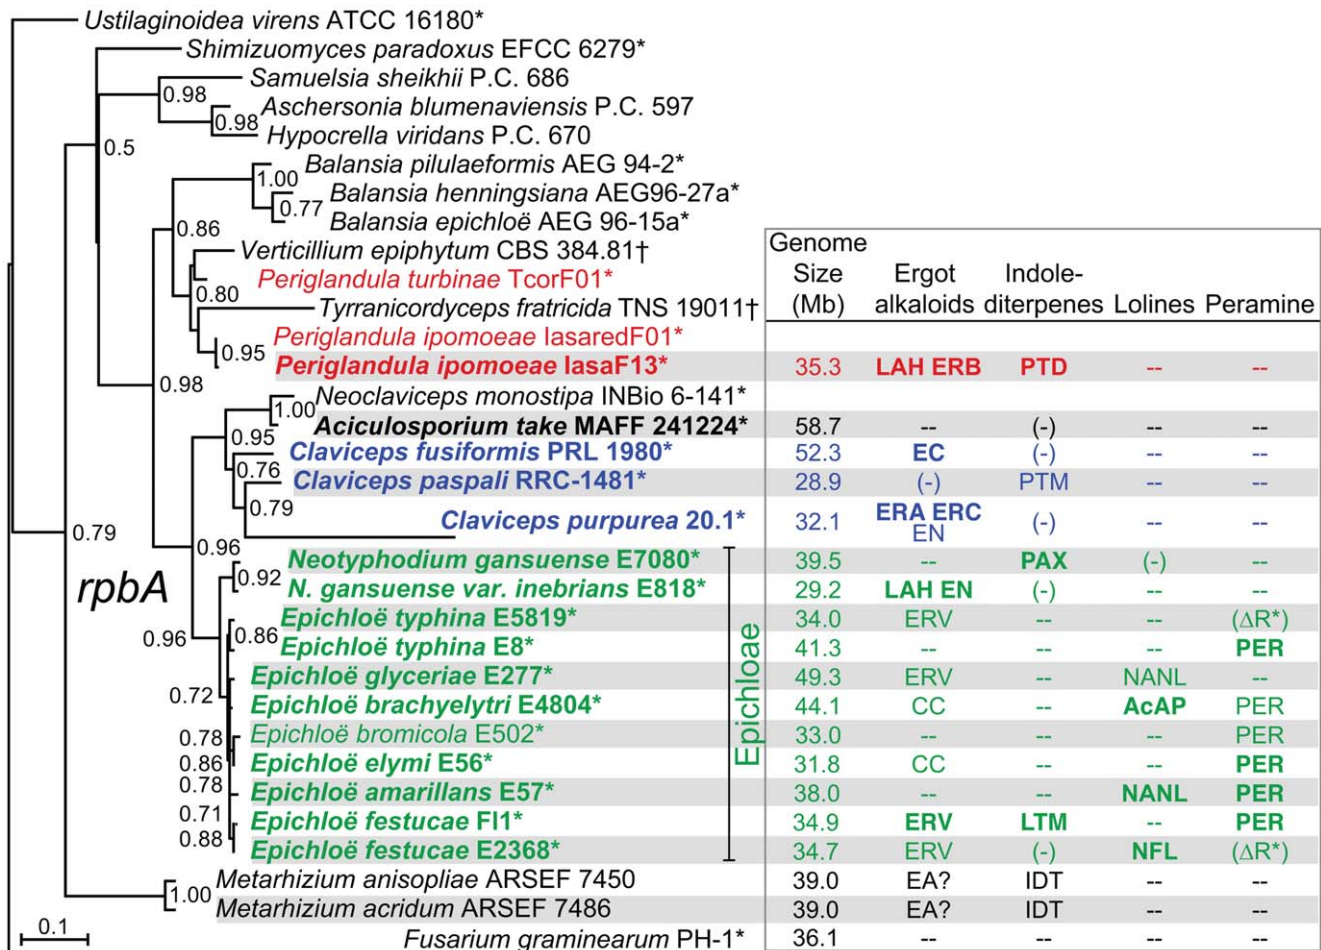 Ustilaginoidea virens ATCC 16180*
Shimizuomyces paradoxus EFCC 6279*
Samuelsia sheikhii P.C. 686
0.98
Aschersonia blumenaviensis P.C. 597
0.98
Hypocrella viridans P.C. 670
0.5
Balansia pilulaeformis AEG 94-2*
1.00
Balansia henningsiana AEG96-27a*
0.77
Balansia epichloë AEG 96-15a*
0.86
Verticillium epiphytum CBS 384.81†
Periglandula turbinae TcorF01*
0.80
Tyrranicordyceps fratricida TNS 19011†
Periglandula ipomoeae IasaredF01*
0.95
Genome
Size Ergot Indole-
(Mb) alkaloids diterpenes Lolines Peramine
Periglandula ipomoeae IasaF13* 35.3 LAH ERB PTD -- --
0.98
Neoclaviceps monostipa INBio 6-141*
1.00
Aciculosporium take MAFF 241224* 58.7 -- (-) -- --
0.95
Claviceps fusiformis PRL 1980* 52.3 EC (-) -- --
0.76
Claviceps paspali RRC-1481* 28.9 (-) PTM -- --
0.79
Claviceps purpurea 20.1* 32.1 ERA ERC (-) -- --
EN
0.79
0.96
rpbA
Neotyphodium gansuense E7080* 39.5 -- PAX (-) --
0.92
N. gansuense var. inebrians E818* 29.2 LAH EN (-) -- --
Epichloë typhina E5819* 34.0 ERV -- -- (ΔR*)
0.96
0.86
Epichloë typhina E8* 41.3 -- -- -- PER
Epichloë glyceriae E277* 49.3 ERV -- NANL --
0.72
Epichloë brachyelytri E4804* 44.1 CC -- AcAP PER
0.78
Epichloë bromicola E502* 33.0 -- -- -- PER
0.86
Epichloë elymi E56* 31.8 CC -- -- PER
0.78
Epichloë amarillans E57* 38.0 -- -- NANL PER
0.71
Epichloë festucae Fl1* 34.9 ERV LTM -- PER
0.88
Epichloë festucae E2368* 34.7 ERV (-) NFL (ΔR*)
Epichloae
Metarhizium anisopliae ARSEF 7450 39.0 EA? IDT -- --
1.00
Metarhizium acridum ARSEF 7486 39.0 EA? IDT -- --
0.1
Fusarium graminearum PH-1* 36.1 -- -- -- --